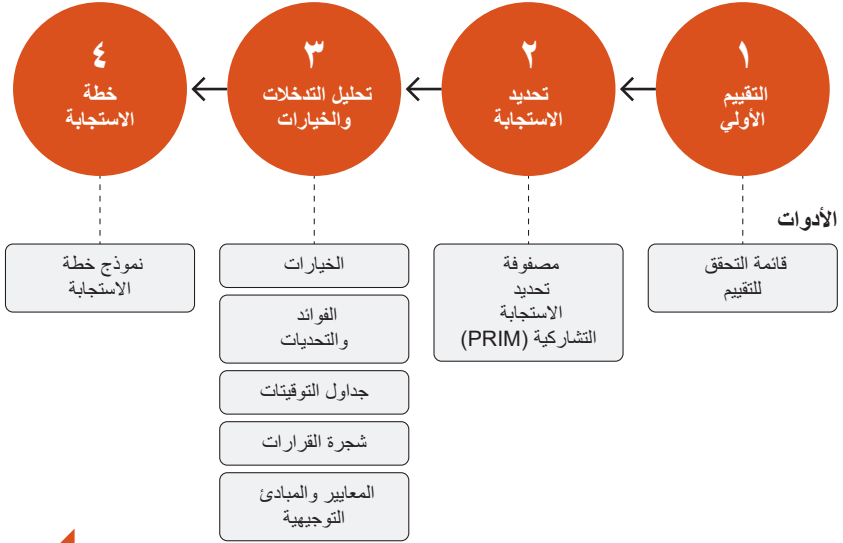 ١
التقييم
الأولي
٢
تحديد
الاستجابة
٣
تحليل التدخلات
والخيارات
٤
خطة
الاستجابة
الأدوات
قائمة التحقق
للتقييم
مصفوفة
تحديد
الاستجابة
التشاركية (PRIM)
الخيارات
الفوائد
والتحديات
جداول التوقيتات
شجرة القرارات
المعايير والمبادئ
التوجيهية
نموذج خطة
الاستجابة